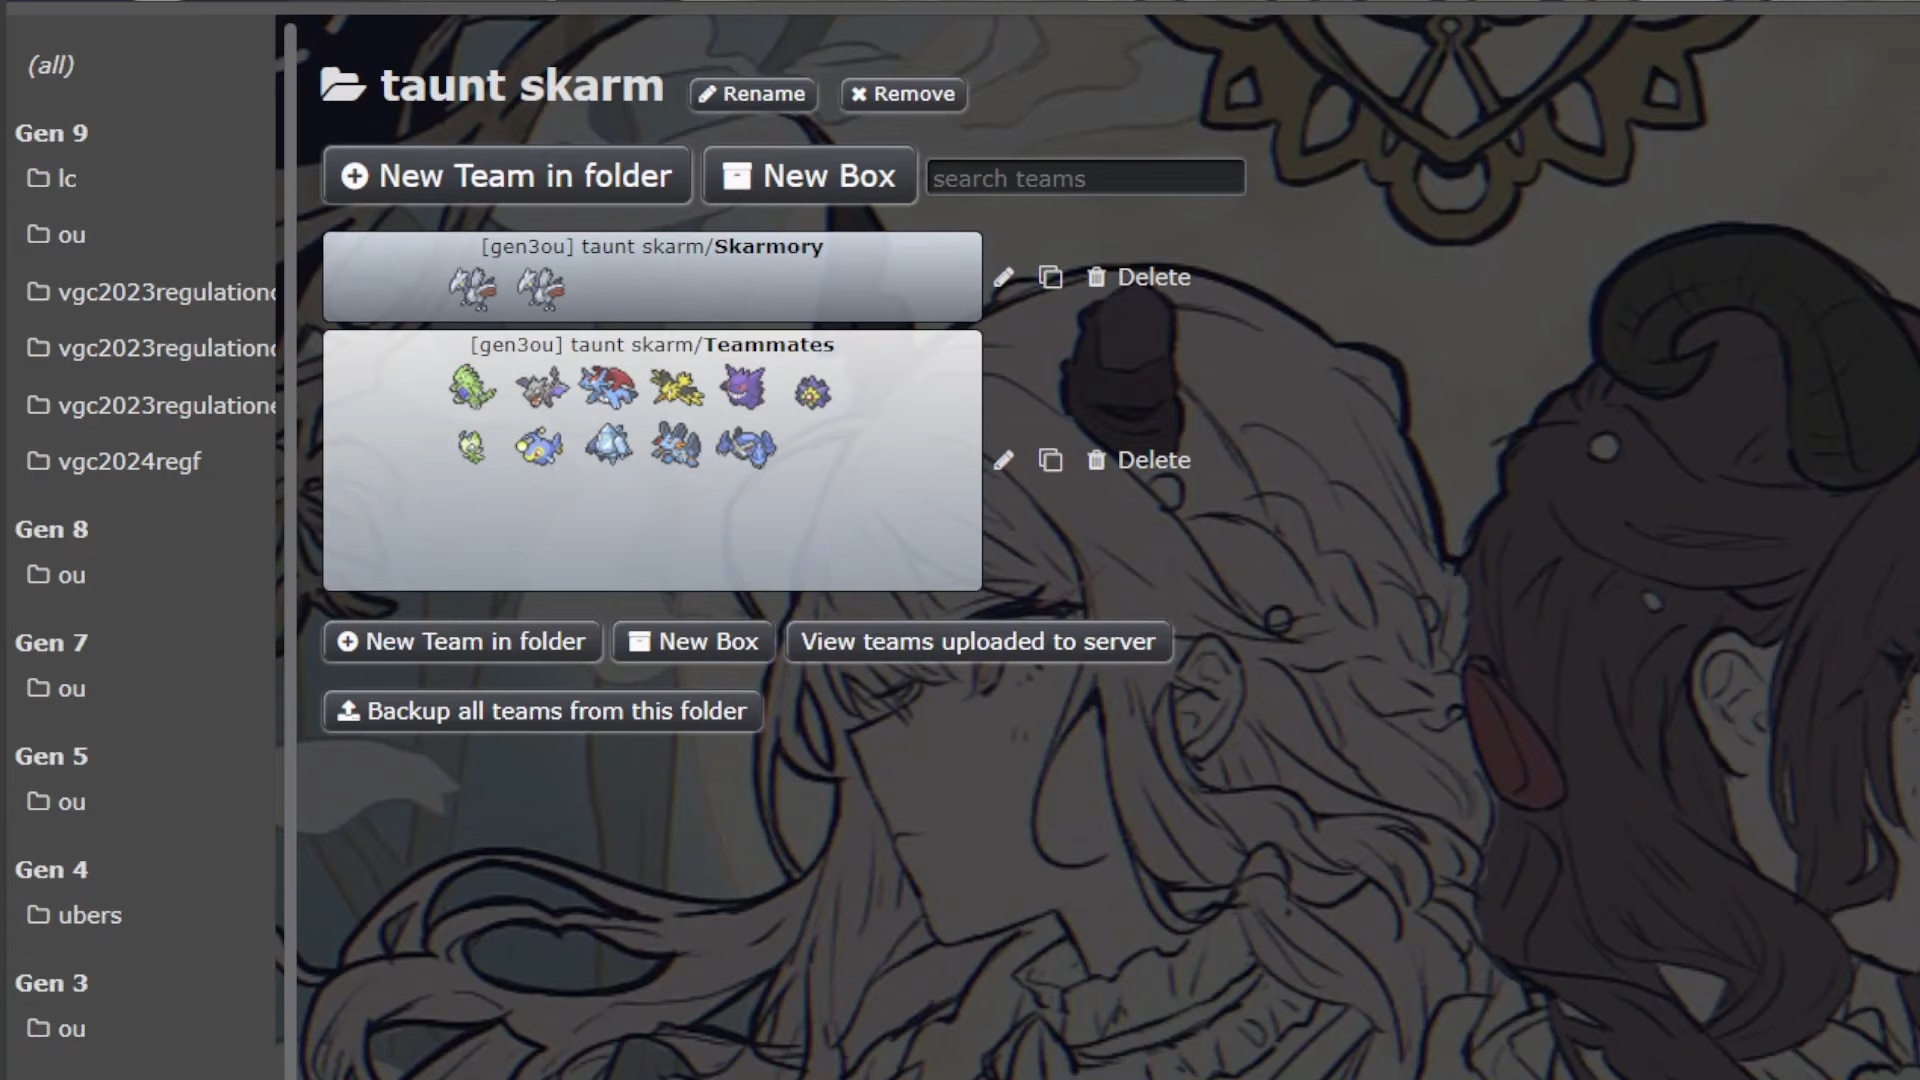 (all)
Gen 9
lc
ou
vgc2023regulation
vgc2023regulation
vgc2023regulatione
vgc2024regf
Gen 8
ou
Gen 7
ou
Gen 5
ou
Gen 4
ubers
Gen 3
ou
taunt skarm
Rename
Remove
New Team in folder
New Box
search teams
[gen3ou] taunt skarm/Skarmory
Delete
[gen3ou] taunt skarm/Teammates
Delete
New Team in folder
New Box
View teams uploaded to server
Backup all teams from this folder